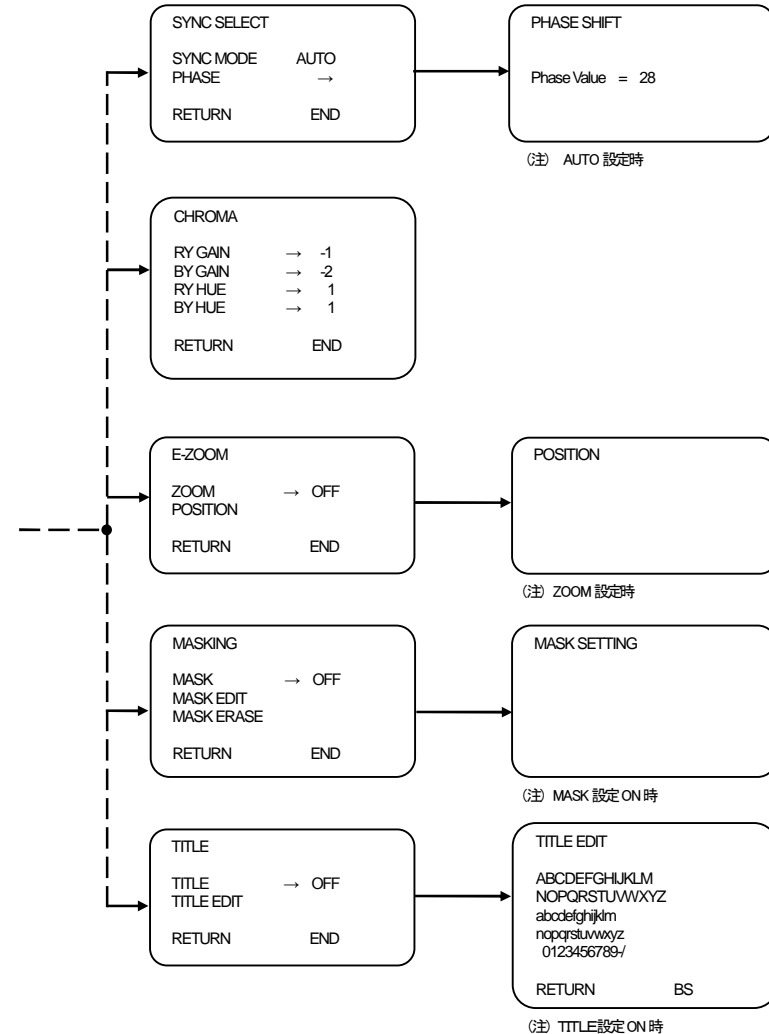 SYNC SELECT
SYNC MODE AUTO
PHASE →
RETURN END
PHASE SHIFT
Phase Value = 28
(注) AUTO 設定時
CHROMA
RY GAIN → -1
BY GAIN → -2
RY HUE → 1
BY HUE → 1
RETURN END
E-ZOOM
ZOOM → OFF
POSITION
RETURN END
POSITION
(注) ZOOM 設定時
MASKING
MASK → OFF
MASK EDIT
MASK ERASE
RETURN END
MASK SETTING
(注) MASK 設定 ON 時
TITLE
TITLE → OFF
TITLE EDIT
RETURN END
TITLE EDIT
ABCDEFGHIJKLM
NOPQRSTUVWXYZ
abcdefghijklm
nopqrstuvwxyz
0123456789-/
RETURN BS
(注) TITLE設定 ON 時